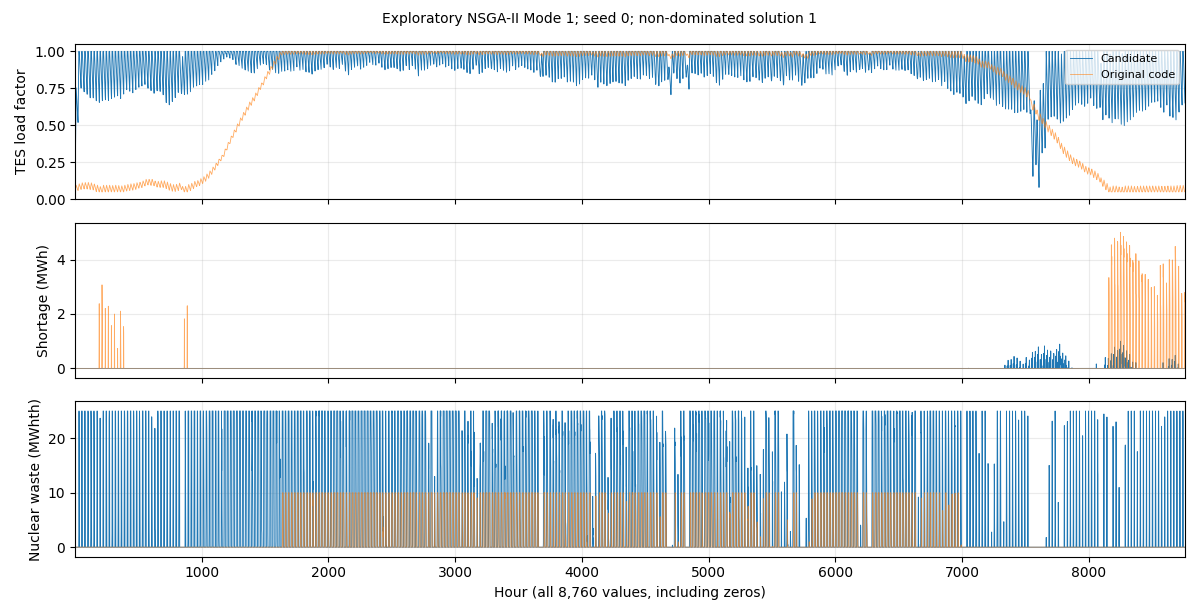 Exploratory NSGA-II Mode 1; seed 0; non-dominated solution 1
TES load factor
1.00
0.75
0.50
0.25
0.00
Candidate
Original code
Shortage (MWh)
4
2
0
Nuclear waste (MWhh)
20
10
0
1000 2000 3000 4000 5000 6000 7000 8000
Hour (all 8,760 values, including zeros)